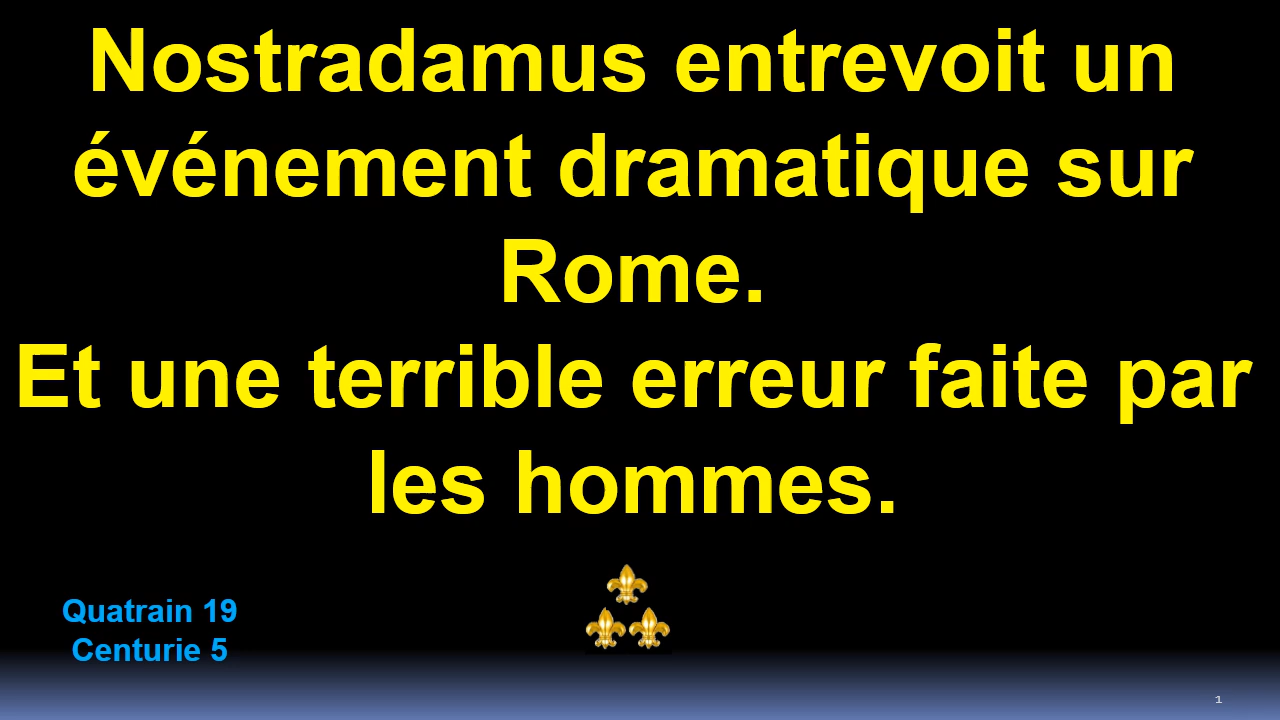 Nostradamus entrevoit un
événement dramatique sur
Rome.
Et une terrible erreur faite par
les hommes.
Quatrain 19
Centurie 5
1